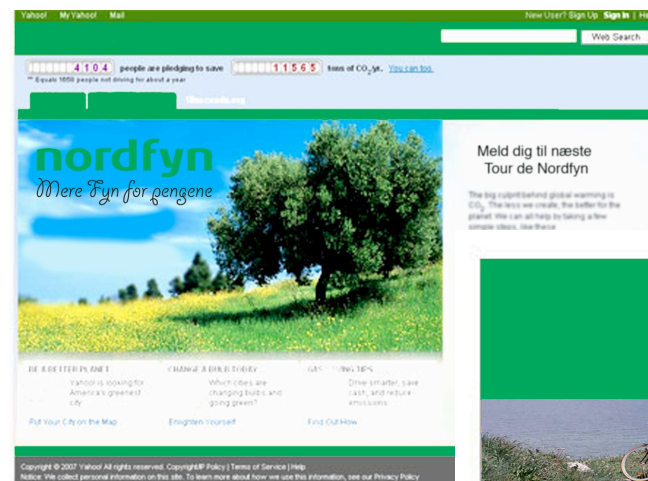 Yahoo! My Yahoo! Mail
New User? Sign Up Sign In | He
Web Search
4104 people are pledging to save 11565 tons of CO2/yr. You can too.
** Equals 1658 people not driving for about a year
nordfyn
Mere Fyn for pengene
Meld dig til næste
Tour de Nordfyn
The big culprit behind global warming is
CO2. The less we create, the better for the
planet. We can all help by taking a few
simple steps, like these
BE A BETTER PLANET
Yahoo! is looking for
America's greenest
city
Put Your City on the Map
CHANGE A BULB TODAY
Which cities are
changing bulbs and
going green?
Enlighten Yourself
GAS SAVING TIPS
Drive smarter, save
cash, and reduce
emissions
Find Out How
Copyright © 2007 Yahoo! All rights reserved. Copyright/IP Policy | Terms of Service | Help
Notice: We collect personal information on this site. To learn more about how we use this information, see our Privacy Policy